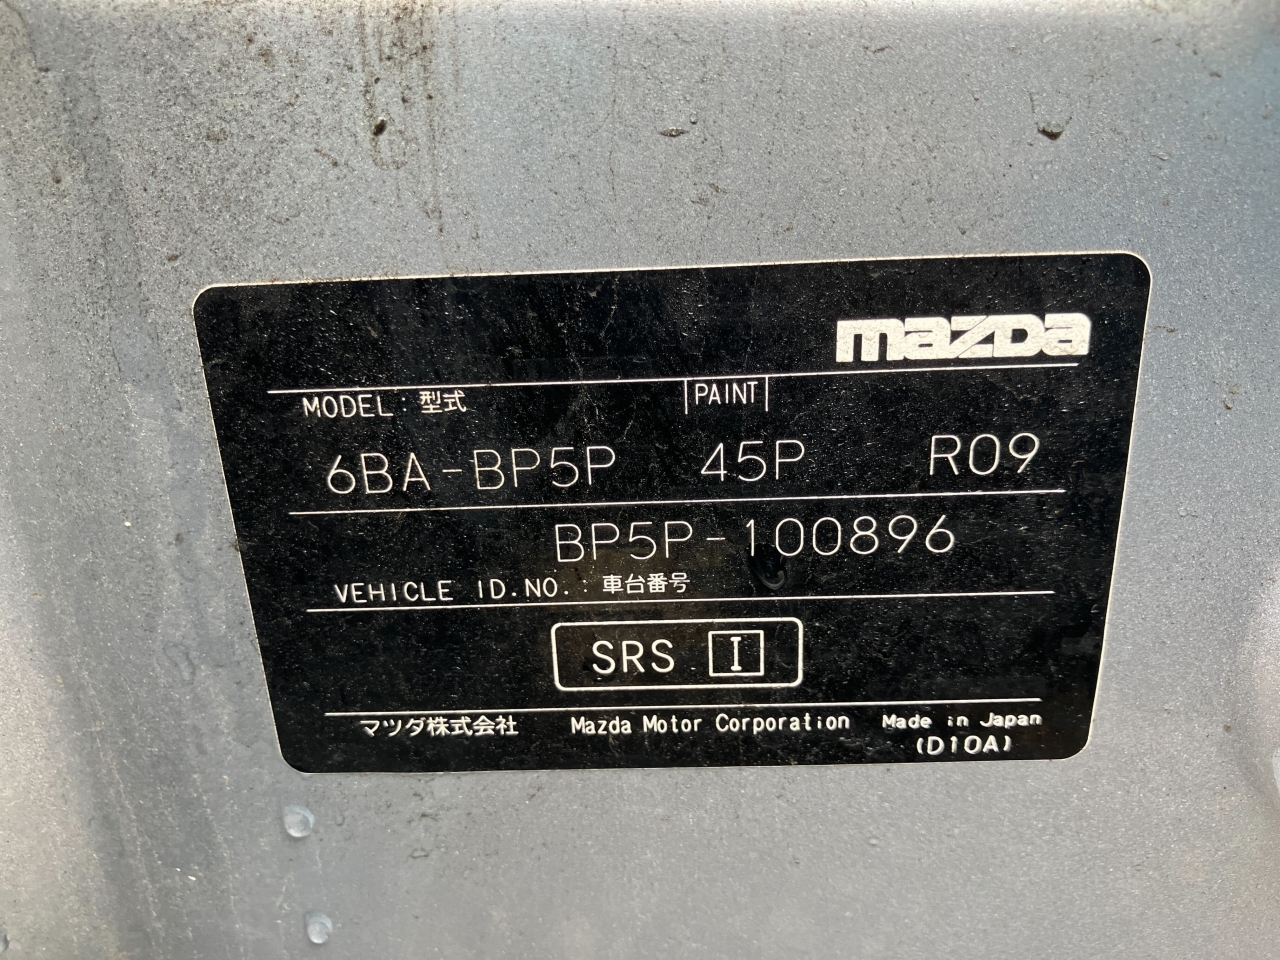 mazda
MODEL : 型式 PAINT
6BA-BP5P 45P R09
BP5P-100896
VEHICLE ID.NO. : 車台番号
SRS I
マツダ株式会社 Mazda Motor Corporation Made in Japan
(D10A)